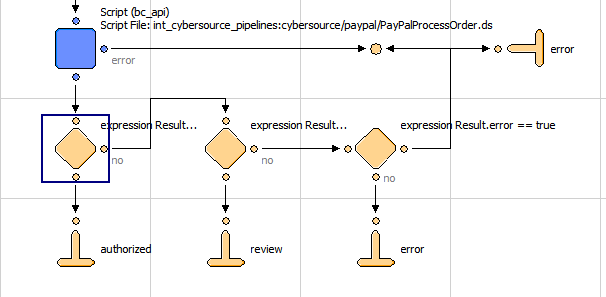 Script (bc_api)
Script File: int_cybersource_pipelines:cybersource/paypal/PayPalProcessOrder.ds
error
error
expression Result...
expression Result...
expression Result.error == true
no
no
no
authorized
review
error